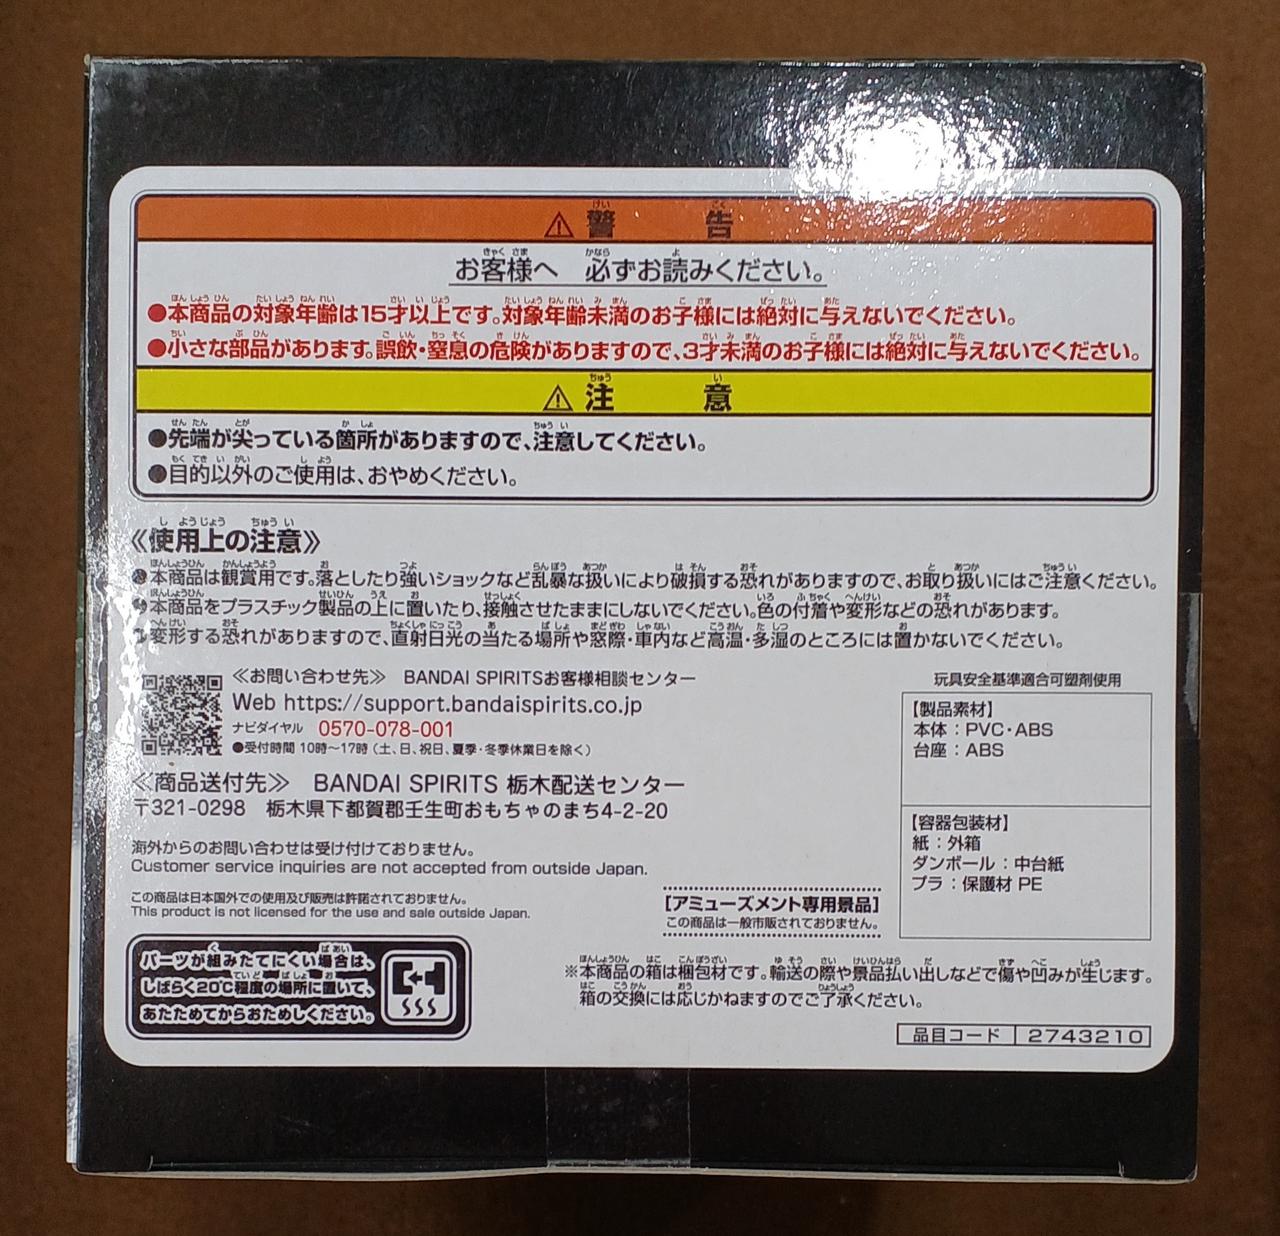 ⚠警告
お客様へ 必ずお読みください。
●本商品の対象年齢は15才以上です。対象年齢未満のお子様には絶対に与えないでください。
●小さな部品があります。誤飲・窒息の危険がありますので、3才未満のお子様には絶対に与えないでください。
⚠注意
●先端が尖っている箇所がありますので、注意してください。
●目的以外のご使用は、おやめください。
《使用上の注意》
●本商品は観賞用です。落としたり強いショックなど乱暴な扱いにより破損する恐れがありますので、お取り扱いにはご注意ください。
●本商品をプラスチック製品の上に置いたり、接触させたままにしないでください。色の付着や変形などの恐れがあります。
●変形する恐れがありますので、直射日光の当たる場所や窓際・車内など高温・多湿のところには置かないでください。
≪お問い合わせ先≫ BANDAI SPIRITSお客様相談センター
Web https://support.bandaispirits.co.jp
ナビダイヤル 0570-078-001
●受付時間 10時〜17時（土、日、祝日、夏季・冬季休業日を除く）
≪商品送付先≫ BANDAI SPIRITS 栃木配送センター
〒321-0298 栃木県下都賀郡壬生町おもちゃのまち4-2-20
海外からのお問い合わせは受け付けておりません。
Customer service inquiries are not accepted from outside Japan.
この商品は日本国外での使用及び販売は許諾されておりません。
This product is not licensed for the use and sale outside Japan.
玩具安全基準適合可塑剤使用
【製品素材】
本体：PVC・ABS
台座：ABS
【容器包装材】
紙：外箱
ダンボール：中台紙
プラ：保護材 PE
[アミューズメント専用景品]
この商品は一般市販されておりません。
パーツが組みたてにくい場合は、
しばらく20℃程度の場所に置いて、
あたためてからおためしください。
※本商品の箱は梱包材です。輸送の際や景品払い出しなどで傷や凹みが生じます。
箱の交換には応じかねますのでご了承ください。
品目コード 2743210